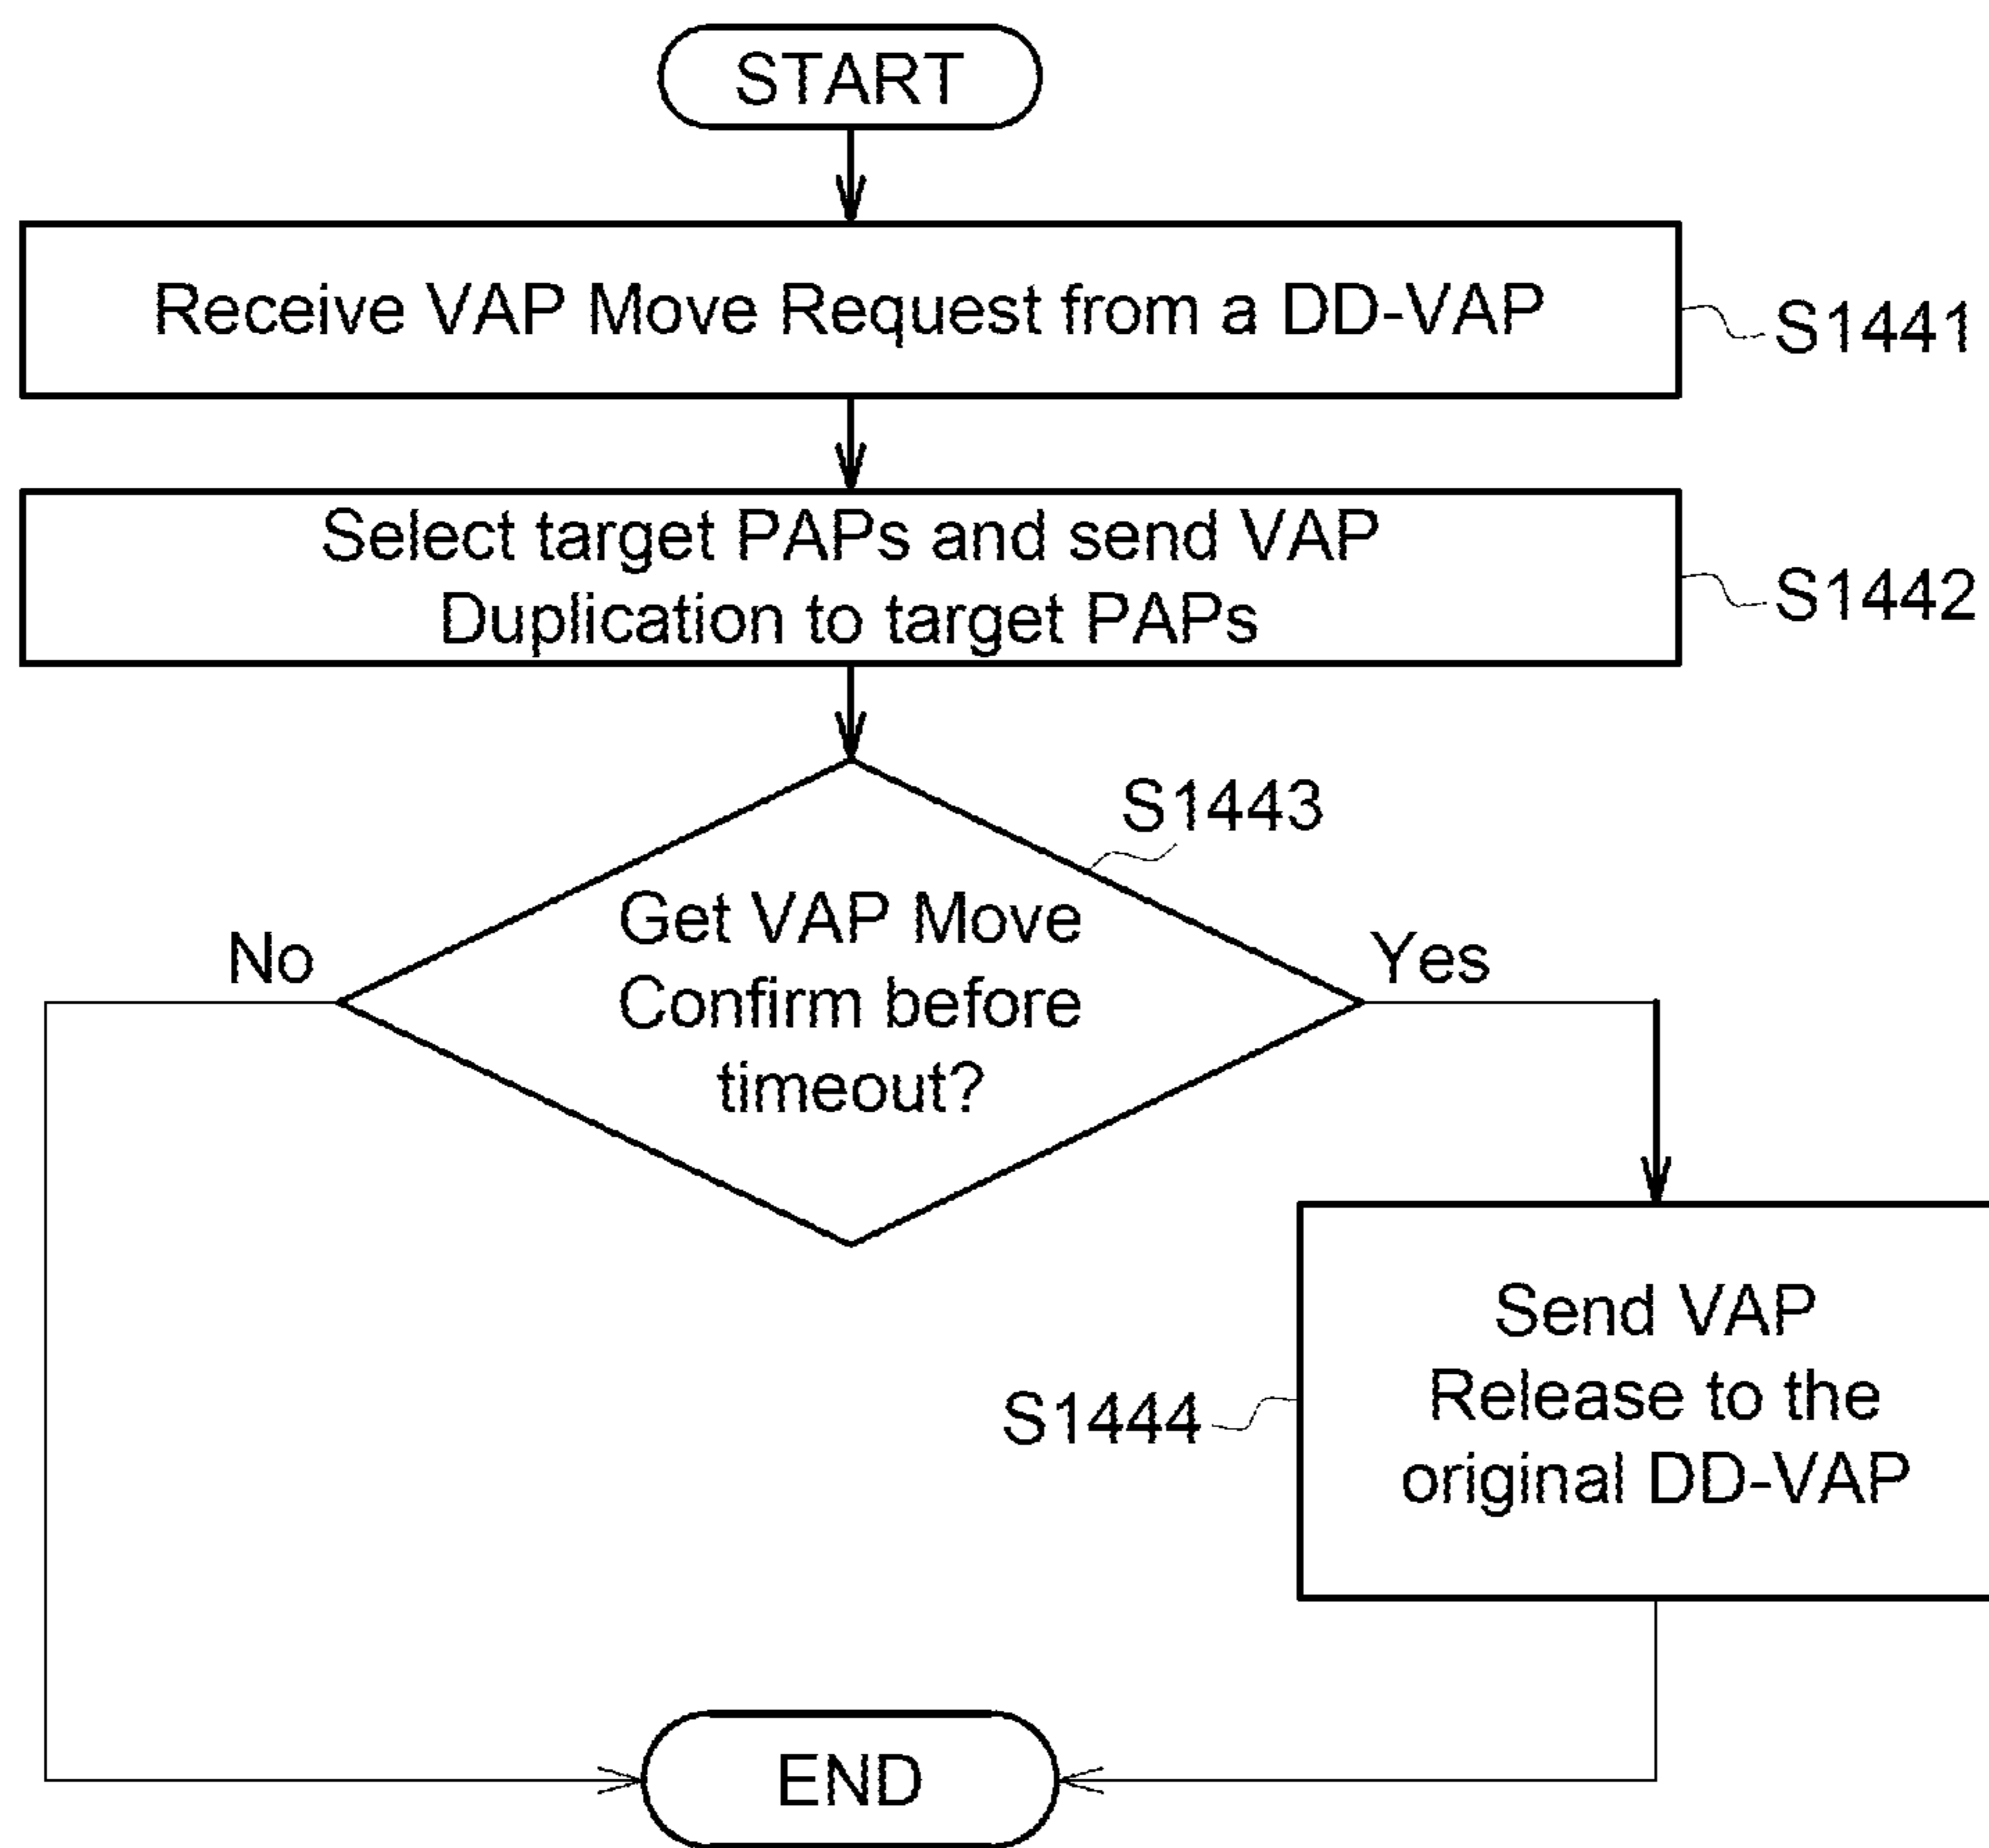 START
Receive VAP Move Request from a DD-VAP
S1441
Select target PAPs and send VAP
Duplication to target PAPs
S1442
S1443
Get VAP Move
Confirm before
timeout?
No
Yes
Send VAP
Release to the
original DD-VAP
S1444
END